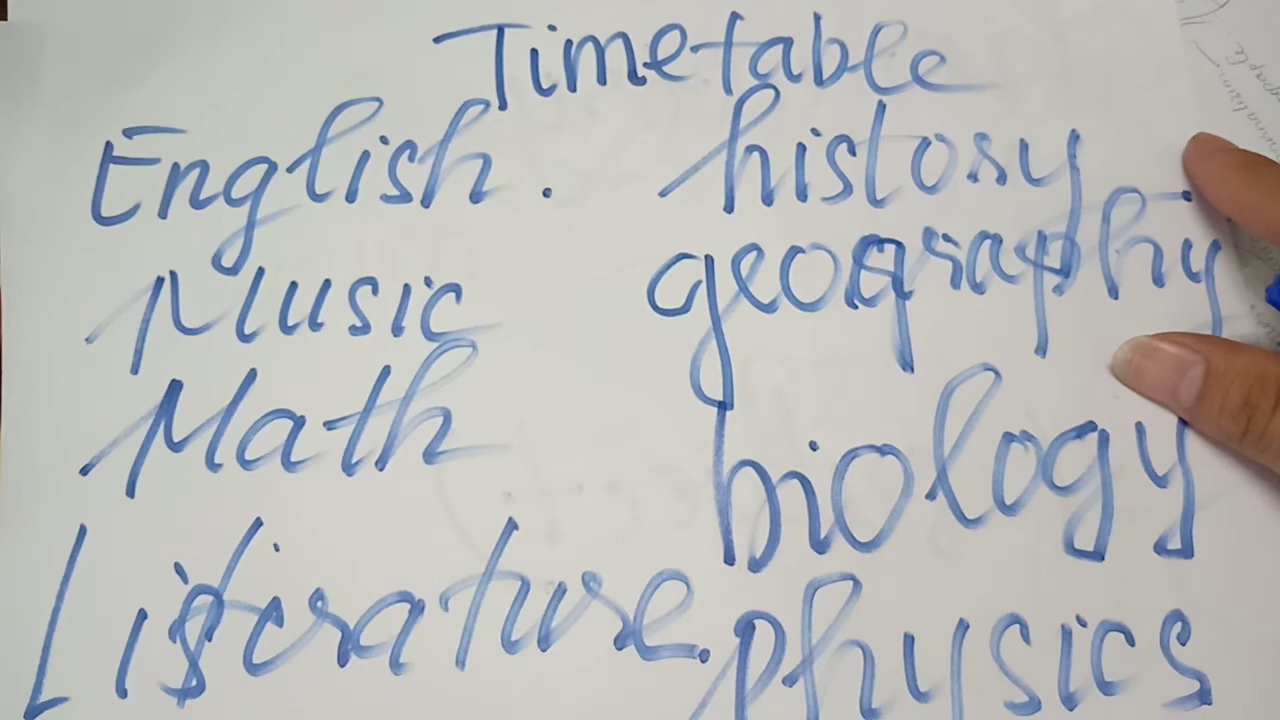 Timetable
English.
Music
Math
Literature.
history
geography
biology
physics